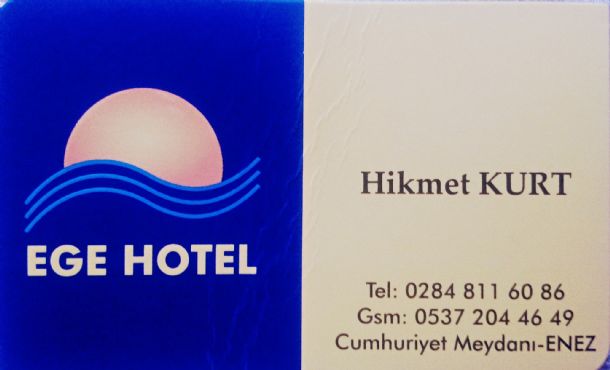 EGE HOTEL
Hikmet KURT
Tel: 0284 811 60 86
Gsm: 0537 204 46 49
Cumhuriyet Meydanı-ENEZ